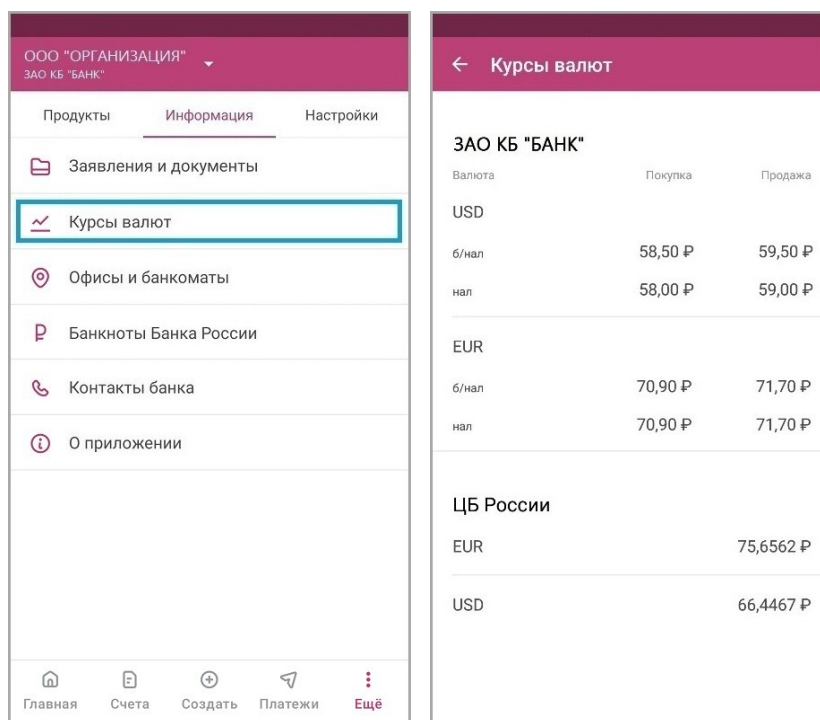 ООО "ОРГАНИЗАЦИЯ"
ЗАО КБ "БАНК"
Продукты Информация Настройки
Заявления и документы
Курсы валют
Офисы и банкоматы
Банкноты Банка России
Контакты банка
О приложении
Главная Счета Создать Платежи Ещё
Курсы валют
ЗАО КБ "БАНК"
Валюта Покупка Продажа
USD
б/нал 58,50 ₽ 59,50 ₽
нал 58,00 ₽ 59,00 ₽
EUR
б/нал 70,90 ₽ 71,70 ₽
нал 70,90 ₽ 71,70 ₽
ЦБ России
EUR 75,6562 ₽
USD 66,4467 ₽